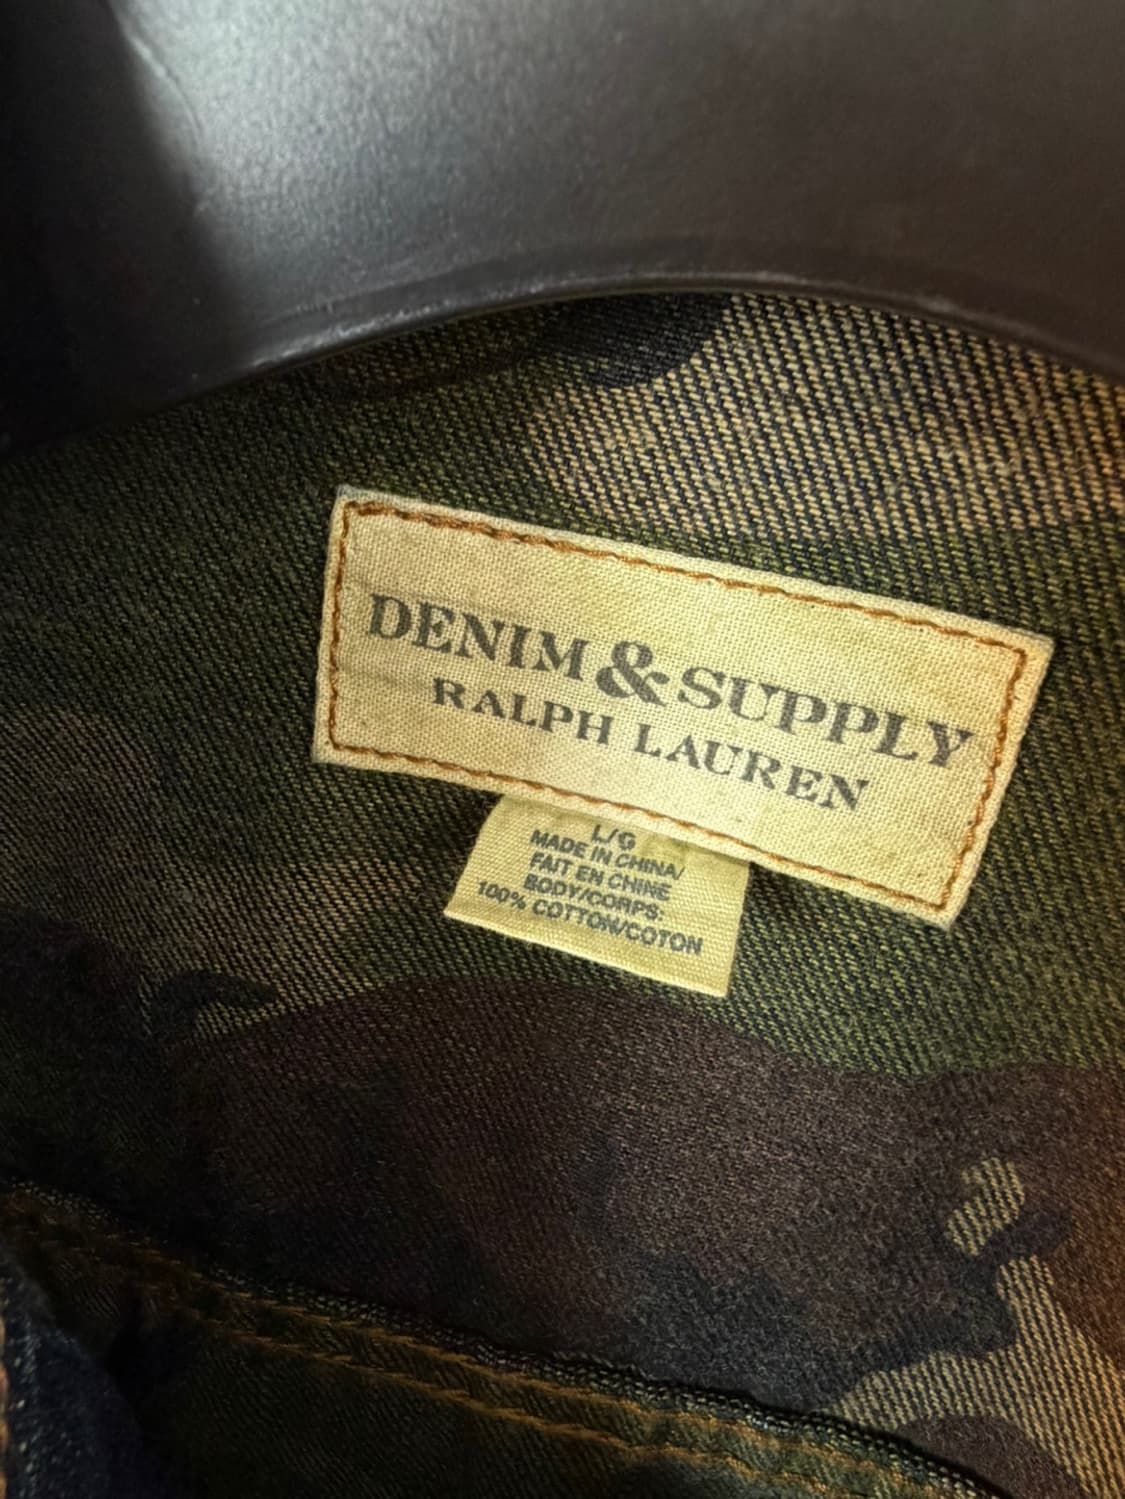 DENIM & SUPPLY
RALPH LAUREN
L/G
MADE IN CHINA/
FAIT EN CHINE
BODY/CORPS:
100% COTTON/COTON